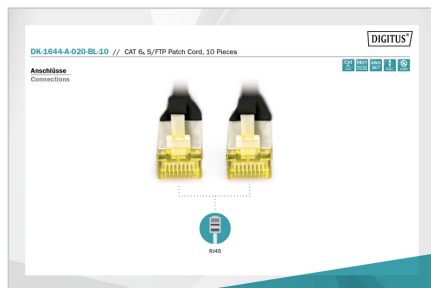 DIGITUS®
DK-1644-A-020-BL-10 // CAT 6A S/FTP Patch Cord, 10 Pieces
Anschlüsse
Connections
RJ45